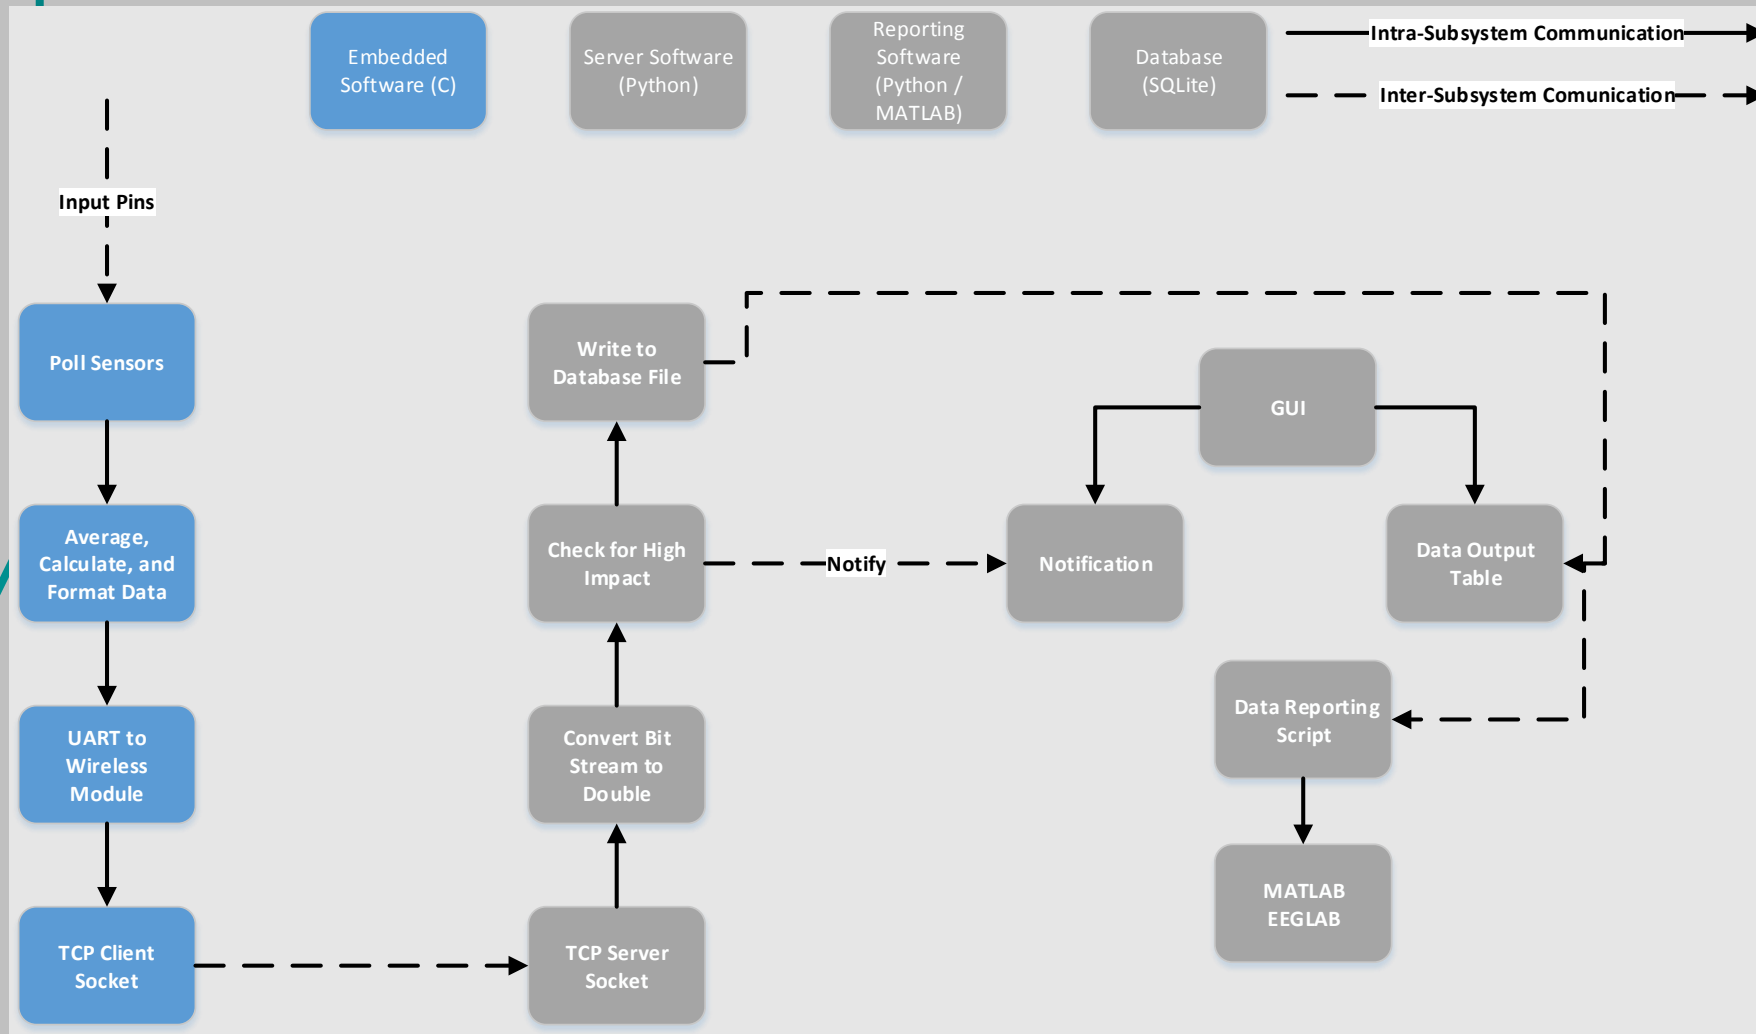 Embedded
Software (C)
Server Software
(Python)
Reporting
Software
(Python /
MATLAB)
Database
(SQLite)
Intra-Subsystem Communication
Inter-Subsystem Comunication
Input Pins
Poll Sensors
Write to
Database File
GUI
Average,
Calculate, and
Format Data
Check for High
Impact
Notify
Notification
Data Output
Table
UART to
Wireless
Module
Convert Bit
Stream to
Double
Data Reporting
Script
MATLAB
EEGLAB
TCP Client
Socket
TCP Server
Socket